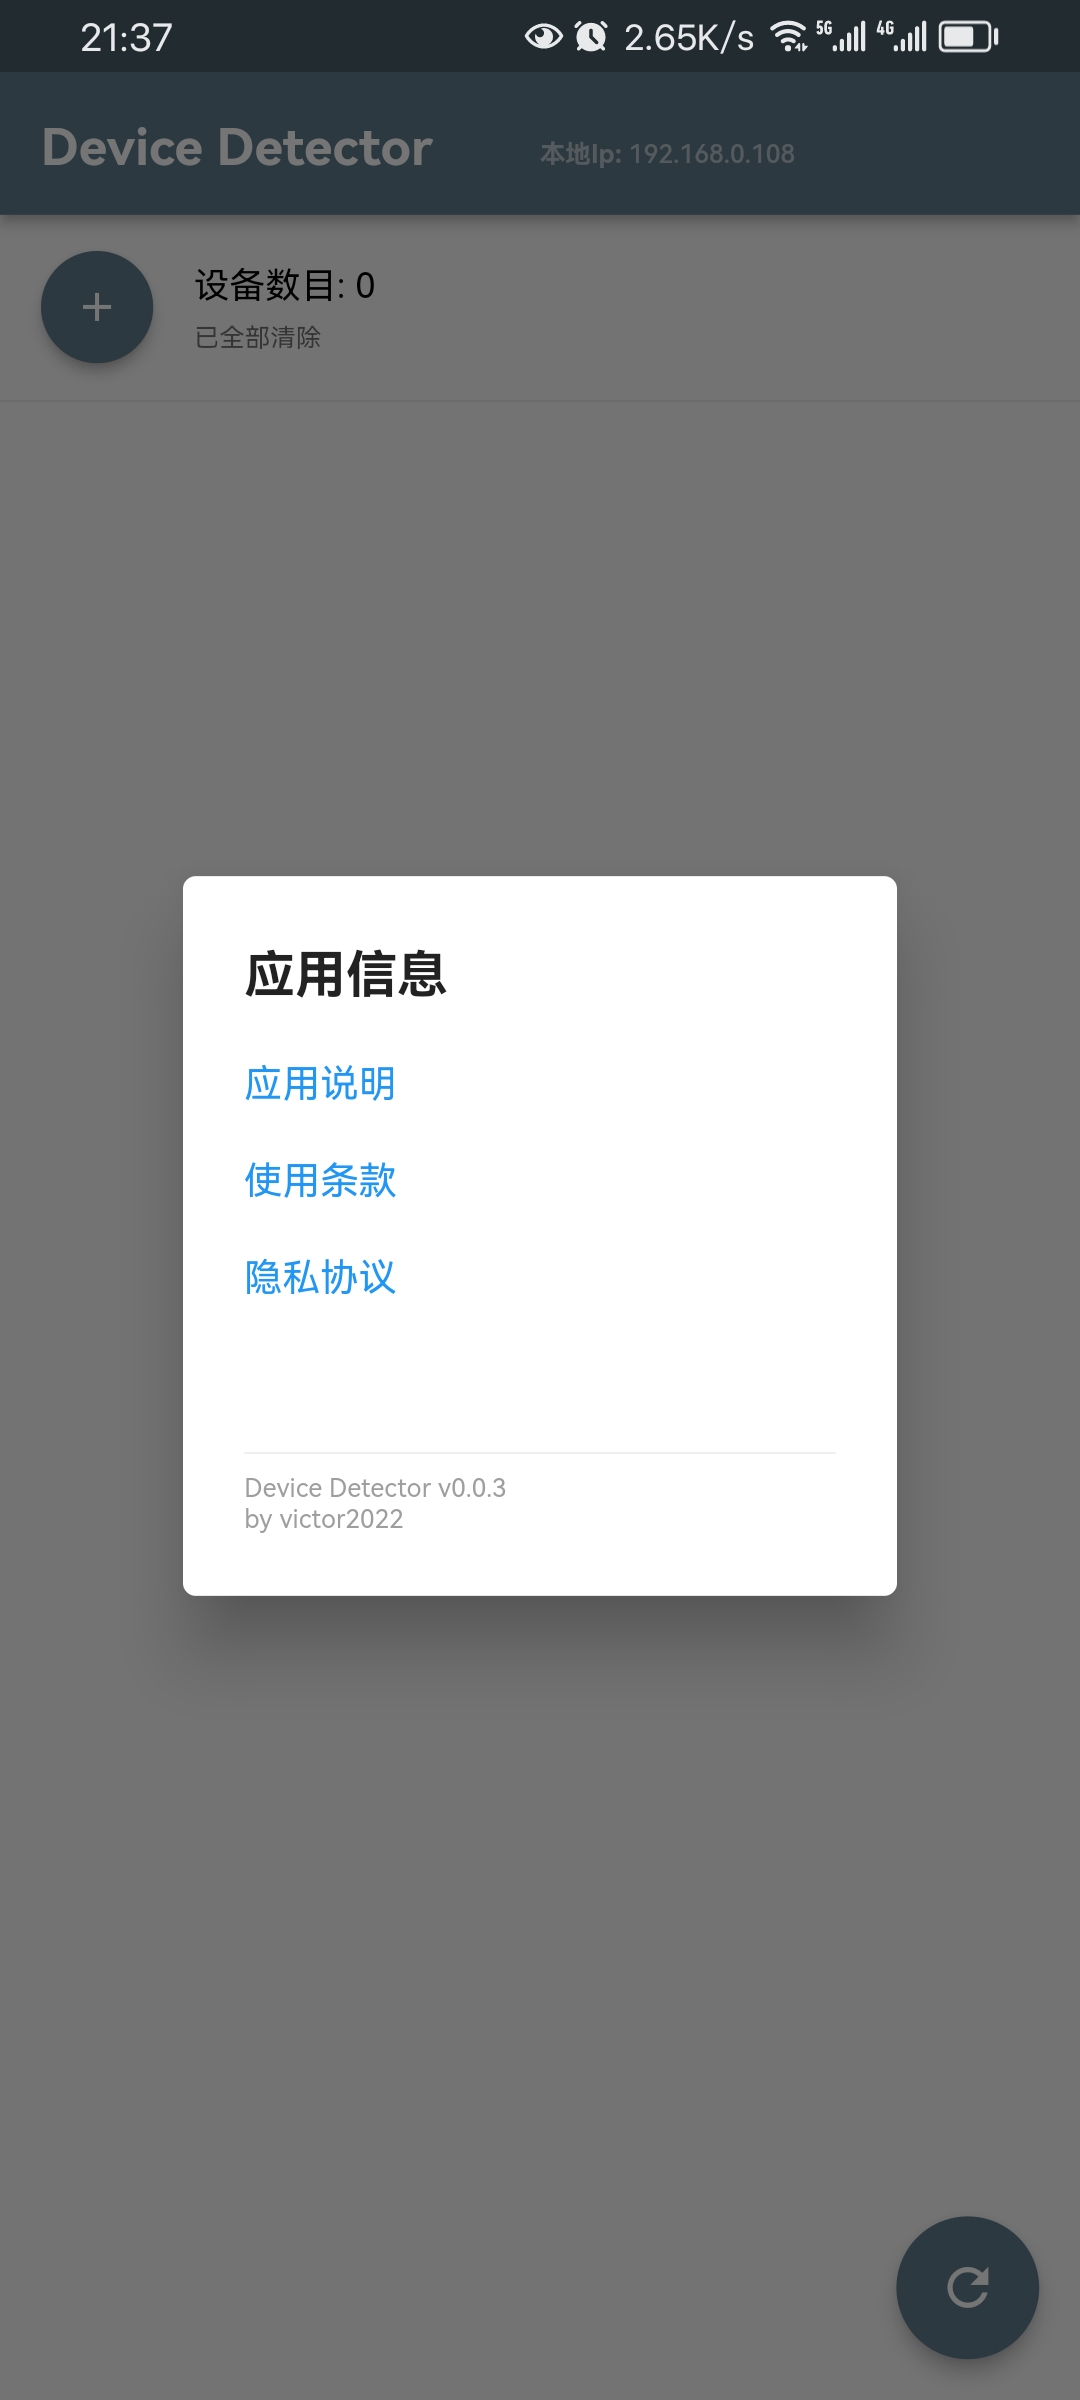 21:37
2.65K/s
5G
4G
Device Detector
本地Ip: 192.168.0.108
设备数目: 0
已全部清除
应用信息
应用说明
使用条款
隐私协议
Device Detector v0.0.3
by victor2022